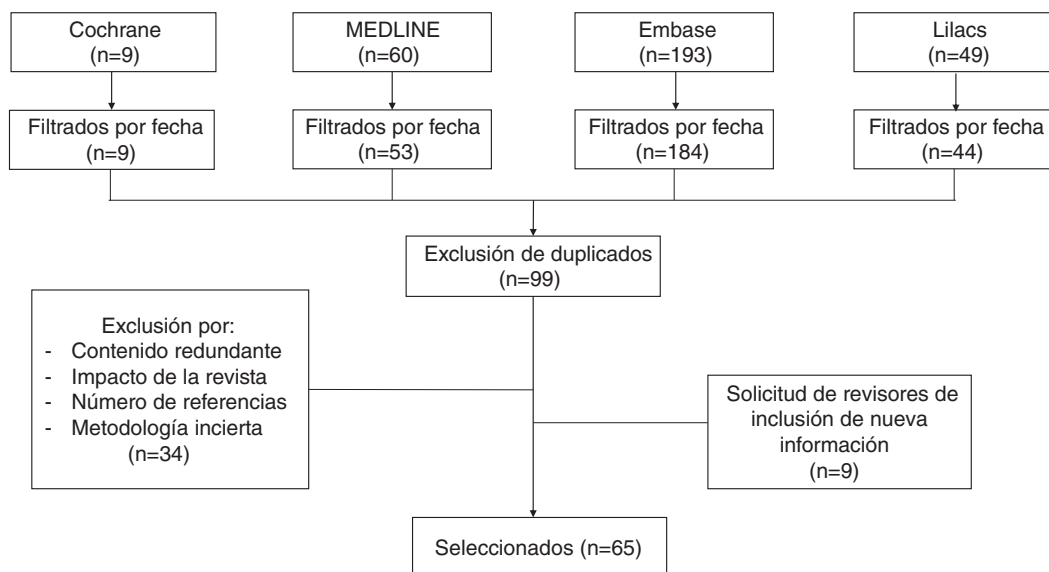 Cochrane
(n=9)
MEDLINE
(n=60)
Embase
(n=193)
Lilacs
(n=49)
Filtrados por fecha
(n=9)
Filtrados por fecha
(n=53)
Filtrados por fecha
(n=184)
Filtrados por fecha
(n=44)
Exclusión de duplicados
(n=99)
Exclusión por:
- Contenido redundante
- Impacto de la revista
- Número de referencias
- Metodología incierta
(n=34)
Solicitud de revisores de
inclusión de nueva
información
(n=9)
Seleccionados (n=65)